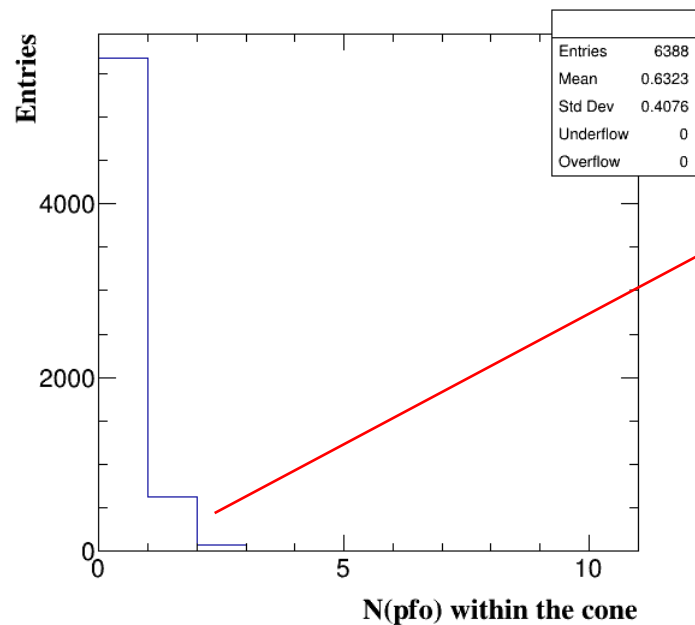 Entries 6388
Mean 0.6323
Std Dev 0.4076
Underflow 0
Overflow 0
Entries
4000
2000
0
0 5 10
N(pfo) within the cone